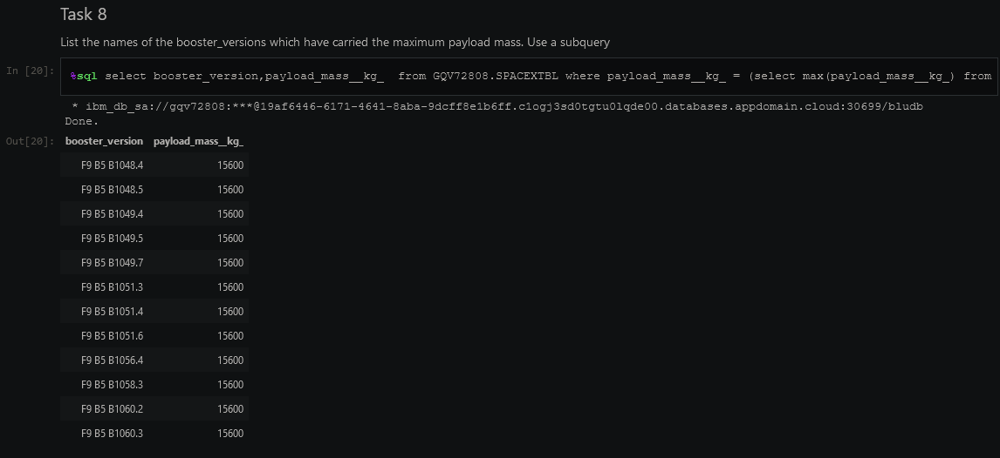 Task 8
List the names of the booster_versions which have carried the maximum payload mass. Use a subquery
In [20]: %sql select booster_version,payload_mass__kg_  from GQV72808.SPACEXTBL where payload_mass__kg_ = (select max(payload_mass__kg_) from
* ibm_db_sa://gqv72808:***@19af6446-6171-4641-8aba-9dcff8e1b6ff.c1ogj3sd0tgtu0lqde00.databases.appdomain.cloud:30699/bludb
Done.
Out[20]: booster_version payload_mass__kg_
F9 B5 B1048.4 15600
F9 B5 B1048.5 15600
F9 B5 B1049.4 15600
F9 B5 B1049.5 15600
F9 B5 B1049.7 15600
F9 B5 B1051.3 15600
F9 B5 B1051.4 15600
F9 B5 B1051.6 15600
F9 B5 B1056.4 15600
F9 B5 B1058.3 15600
F9 B5 B1060.2 15600
F9 B5 B1060.3 15600